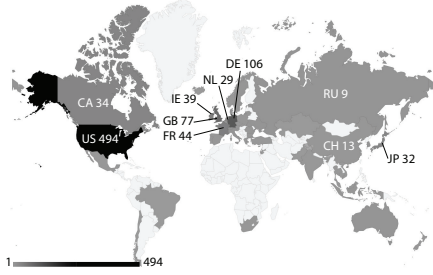 DE 106
NL 29
CA 34
IE 39
RU 9
GB 77
US 494
FR 44
CH 13
JP 32
1
494